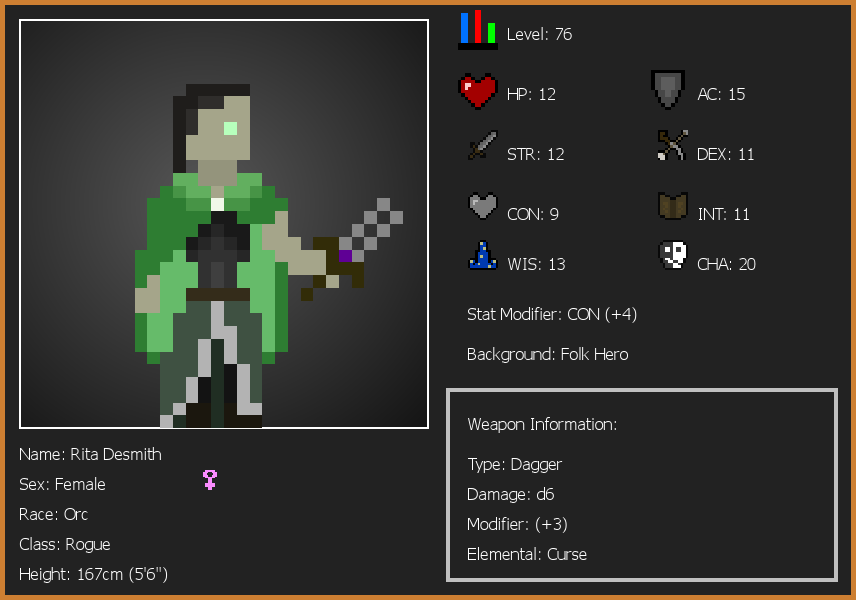 Level: 76
HP: 12
AC: 15
STR: 12
DEX: 11
CON: 9
INT: 11
WIS: 13
CHA: 20
Stat Modifier: CON (+4)
Background: Folk Hero
Weapon Information:
Type: Dagger
Damage: d6
Modifier: (+3)
Elemental: Curse
Name: Rita Desmith
Sex: Female
Race: Orc
Class: Rogue
Height: 167cm (5'6")